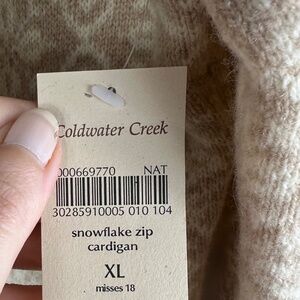 Coldwater Creek
000669770 NAT
30285910005 010 104
snowflake zip
cardigan
XL
misses 18